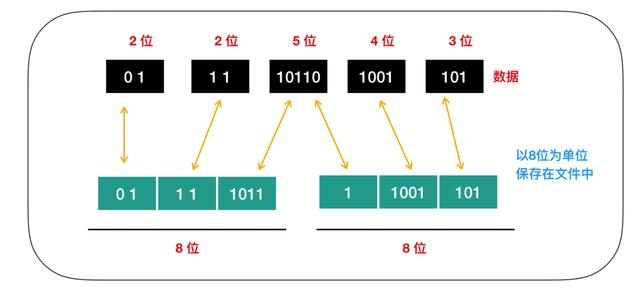 2 位 2 位 5 位 4 位 3 位
0 1 1 1 10110 1001 101 数据
以8位为单位
保存在文件中
0 1 1 1 1011 1 1001 101
8 位 8 位